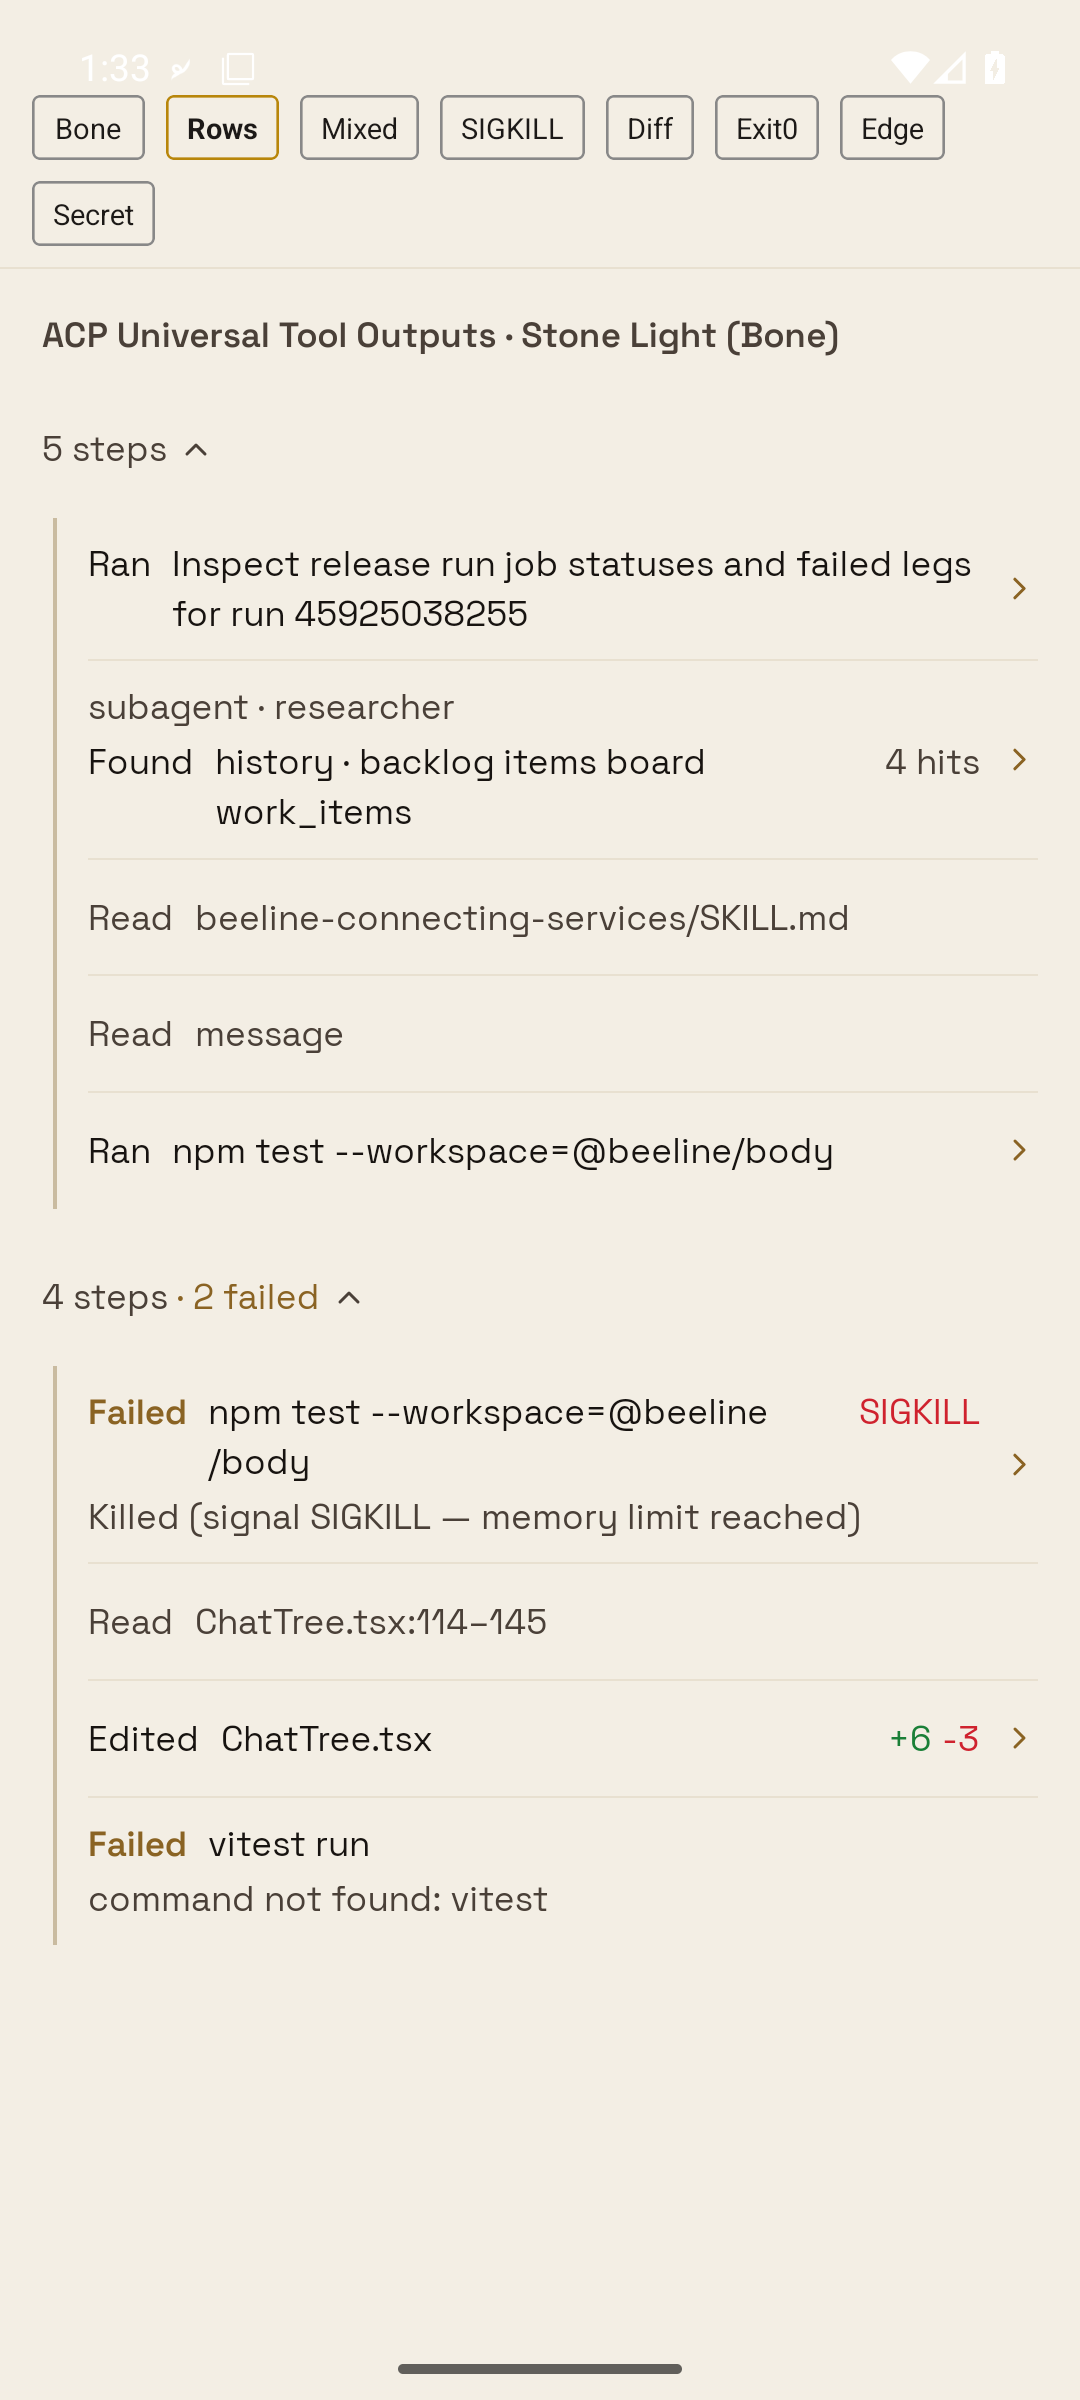 1:33
Bone Rows Mixed SIGKILL Diff Exit0 Edge
Secret
ACP Universal Tool Outputs · Stone Light (Bone)
5 steps
Ran Inspect release run job statuses and failed legs
for run 45925038255
subagent · researcher
Found history · backlog items board 4 hits
work_items
Read beeline-connecting-services/SKILL.md
Read message
Ran npm test --workspace=@beeline/body
4 steps · 2 failed
Failed npm test --workspace=@beeline SIGKILL
/body
Killed (signal SIGKILL — memory limit reached)
Read ChatTree.tsx:114–145
Edited ChatTree.tsx +6 -3
Failed vitest run
command not found: vitest